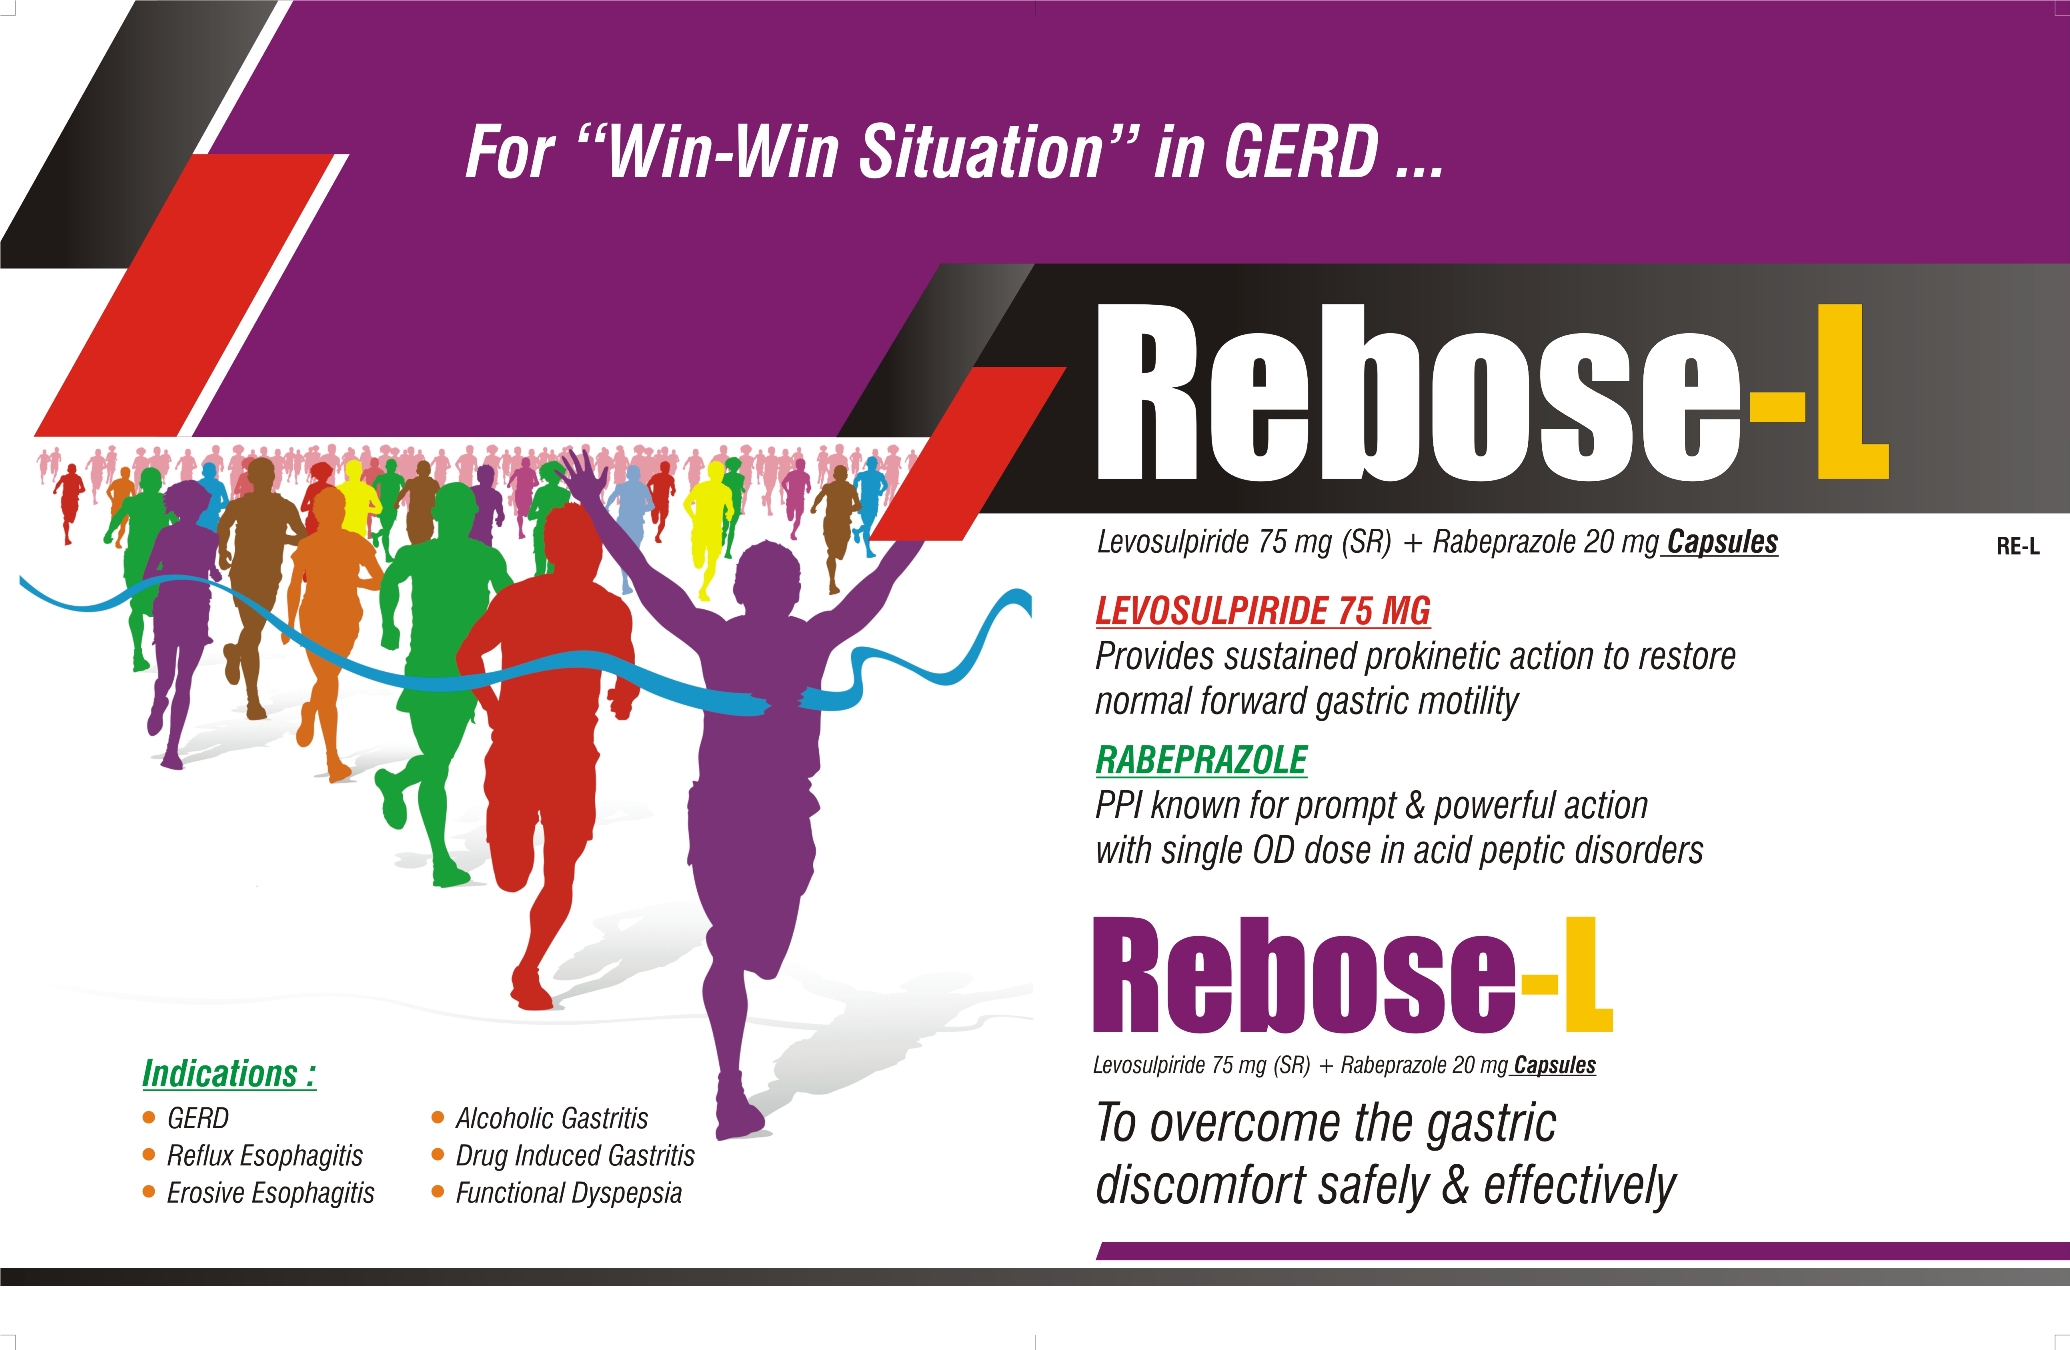 For “Win-Win Situation” in GERD ...
Rebose-L
Levosulpiride 75 mg (SR) + Rabeprazole 20 mg Capsules
RE-L
LEVOSULPIRIDE 75 MG
Provides sustained prokinetic action to restore
normal forward gastric motility
RABEPRAZOLE
PPI known for prompt & powerful action
with single OD dose in acid peptic disorders
Rebose-L
Levosulpiride 75 mg (SR) + Rabeprazole 20 mg Capsules
To overcome the gastric
discomfort safely & effectively
Indications :
GERD
Reflux Esophagitis
Erosive Esophagitis
Alcoholic Gastritis
Drug Induced Gastritis
Functional Dyspepsia